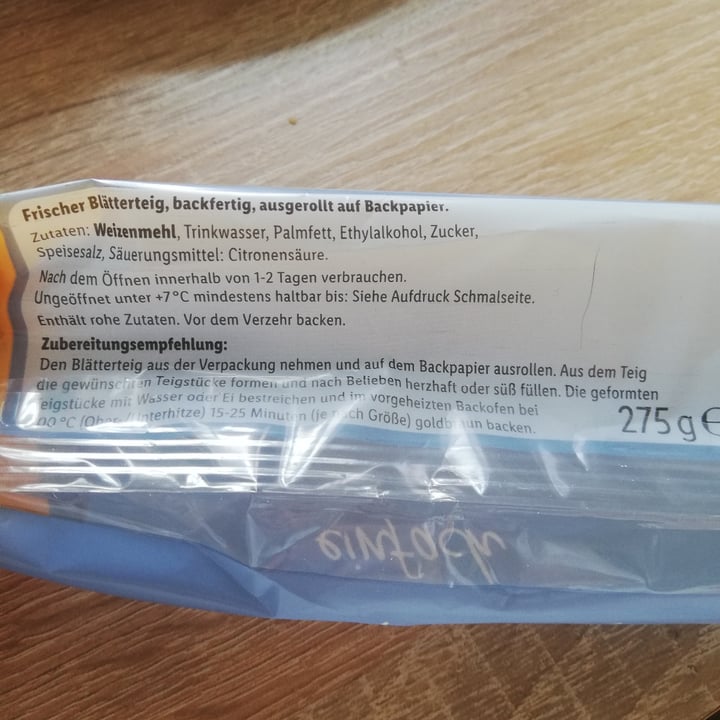 Frischer Blätterteig, backfertig, ausgerollt auf Backpapier.
Zutaten: Weizenmehl, Trinkwasser, Palmfett, Ethylalkohol, Zucker,
Speisesalz, Säuerungsmittel: Citronensäure.
Nach dem Öffnen innerhalb von 1-2 Tagen verbrauchen.
Ungeöffnet unter +7°C mindestens haltbar bis: Siehe Aufdruck Schmalseite.
Enthält rohe Zutaten. Vor dem Verzehr backen.
Zubereitungsempfehlung:
Den Blätterteig aus der Verpackung nehmen und auf dem Backpapier ausrollen. Aus dem Teig
die gewünschten Teigstücke formen und nach Belieben herzhaft oder süß füllen. Die geformten
eigstücke mit Wasser oder Ei bestreichen und im vorgeheizten Backofen bei
00 °C (Ober-/Unterhitze) 15-25 Minuten (je nach Größe) goldbraun backen.
275 g e
einfach